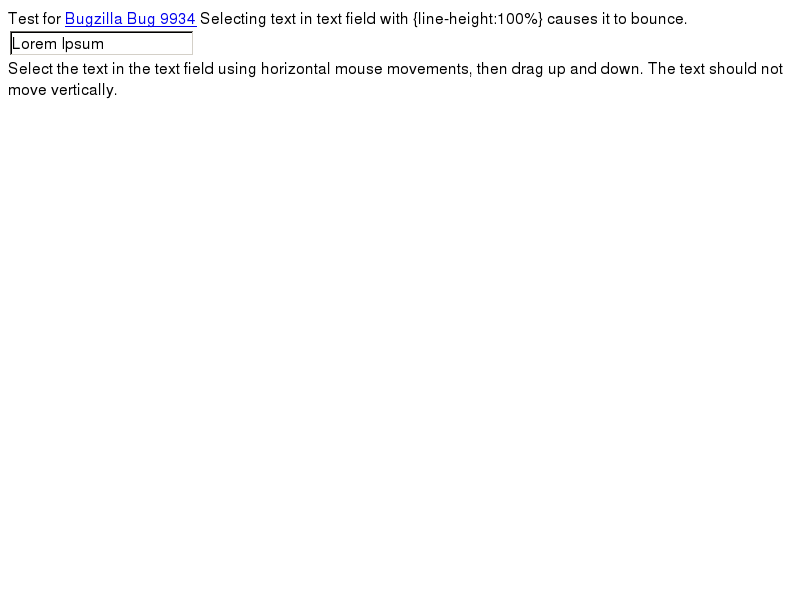 Test for Bugzilla Bug 9934 Selecting text in text field with {line-height:100%} causes it to bounce.
Lorem Ipsum
Select the text in the text field using horizontal mouse movements, then drag up and down. The text should not
move vertically.